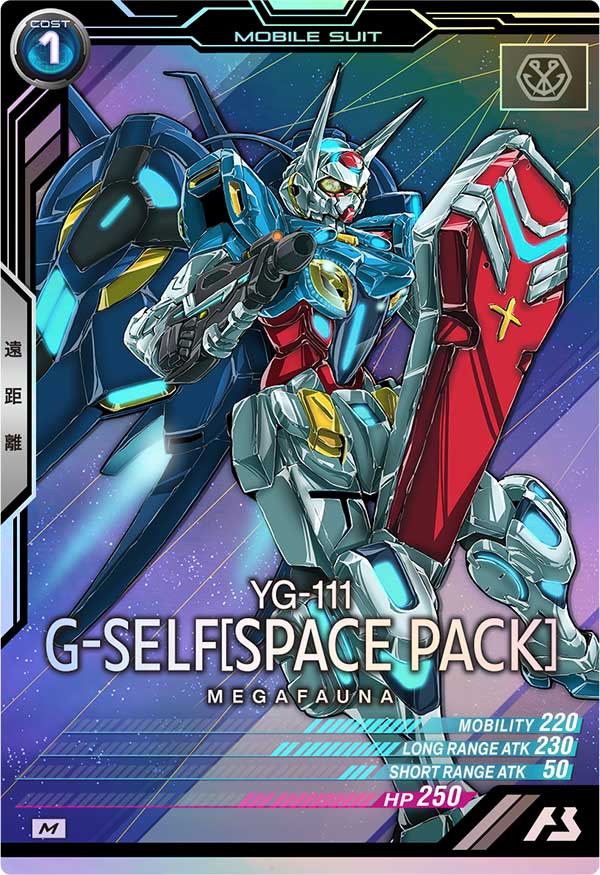 COST
1
MOBILE SUIT
遠距離
YG-111
G-SELF[SPACE PACK]
MEGAFAUNA
MOBILITY 220
LONG RANGE ATK 230
SHORT RANGE ATK 50
HP 250
M